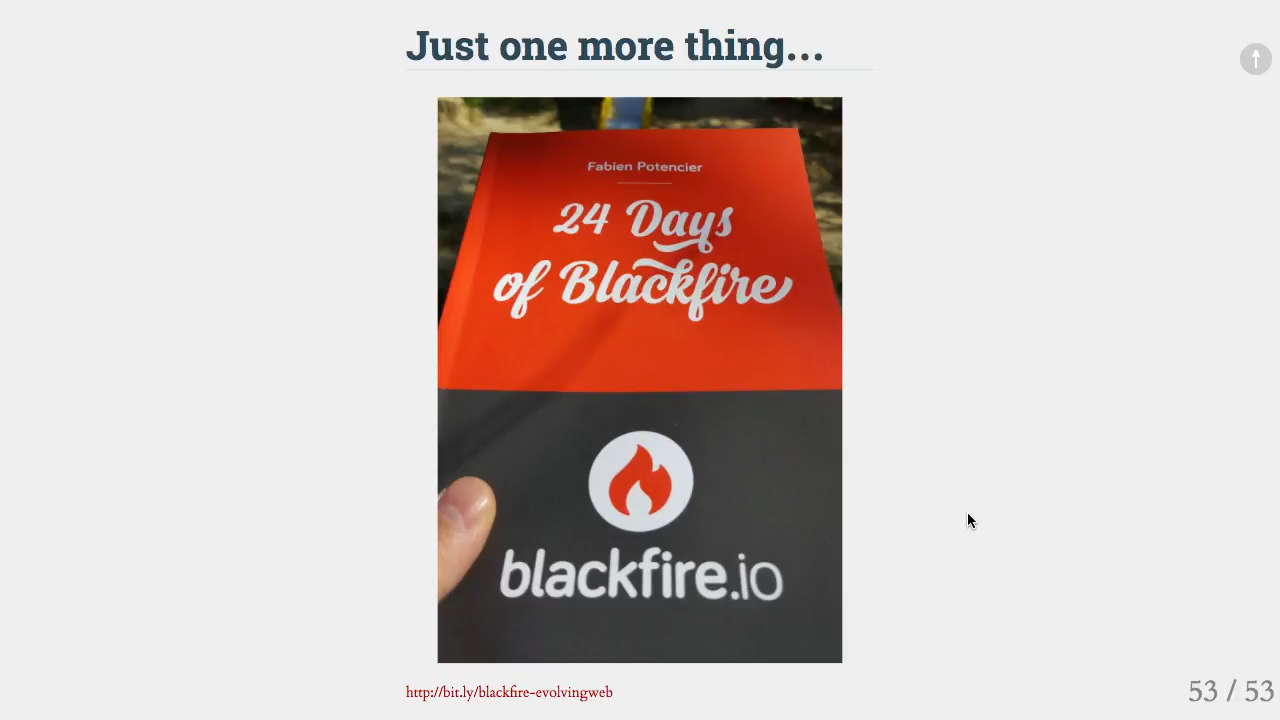 Just one more thing...
Fabien Potencier
24 Days
of Blackfire
blackfire.io
http://bit.ly/blackfire-evolvingweb
53 / 53